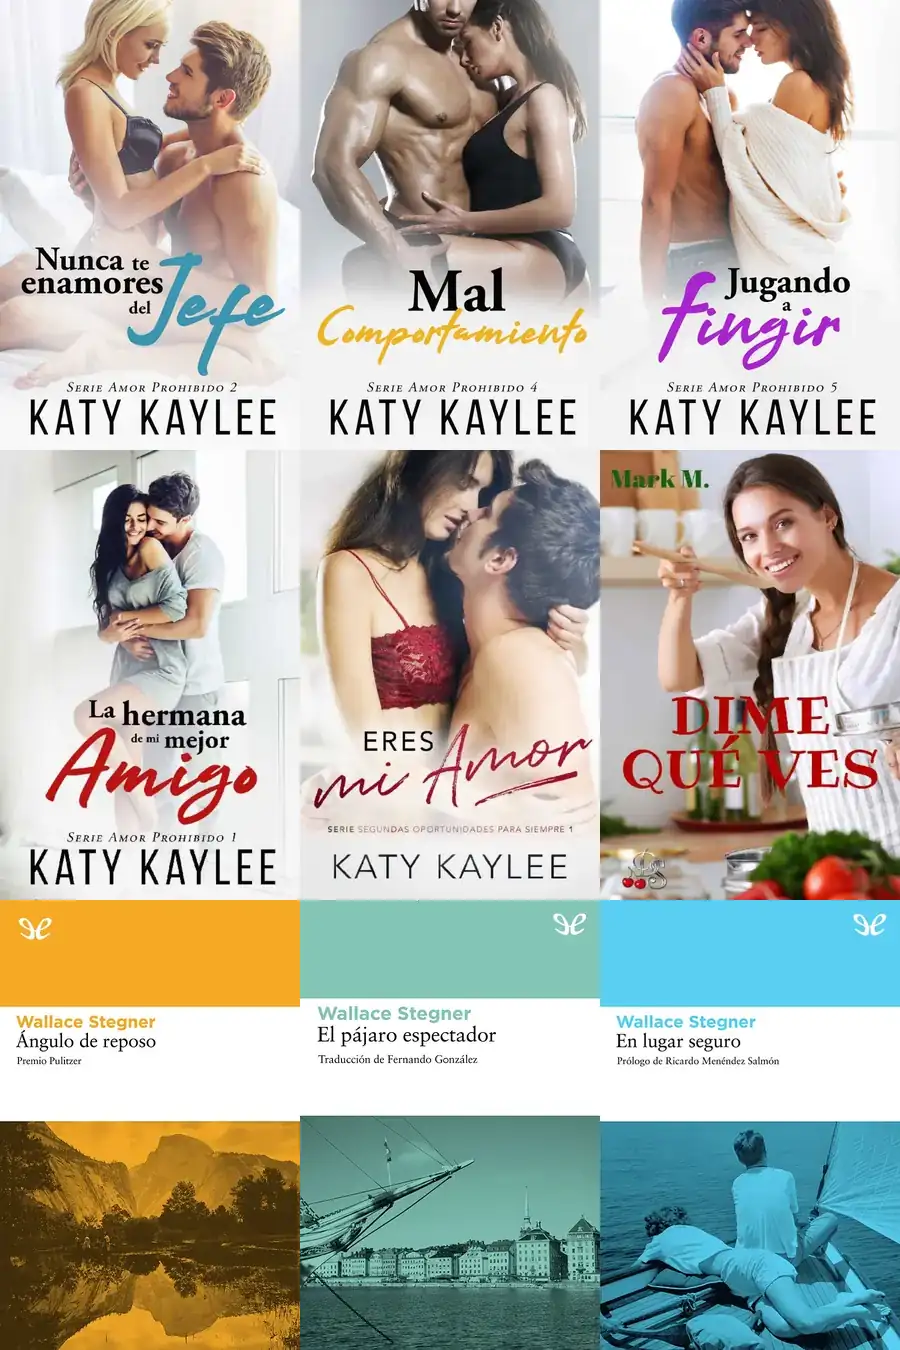 Nunca te
enamores
del
Jefe
SERIE AMOR PROHIBIDO 2
KATY KAYLEE
Mal
Comportamiento
SERIE AMOR PROHIBIDO 4
KATY KAYLEE
Jugando
a
fingir
SERIE AMOR PROHIBIDO 5
KATY KAYLEE
La hermana
de mi mejor
Amigo
SERIE AMOR PROHIBIDO 1
KATY KAYLEE
ERES
mi Amor
SERIE SEGUNDAS OPORTUNIDADES PARA SIEMPRE 1
KATY KAYLEE
Mark M.
DIME
QUÉ VES
Wallace Stegner
Ángulo de reposo
Premio Pulitzer
Wallace Stegner
El pájaro espectador
Traducción de Fernando González
Wallace Stegner
En lugar seguro
Prólogo de Ricardo Menéndez Salmón